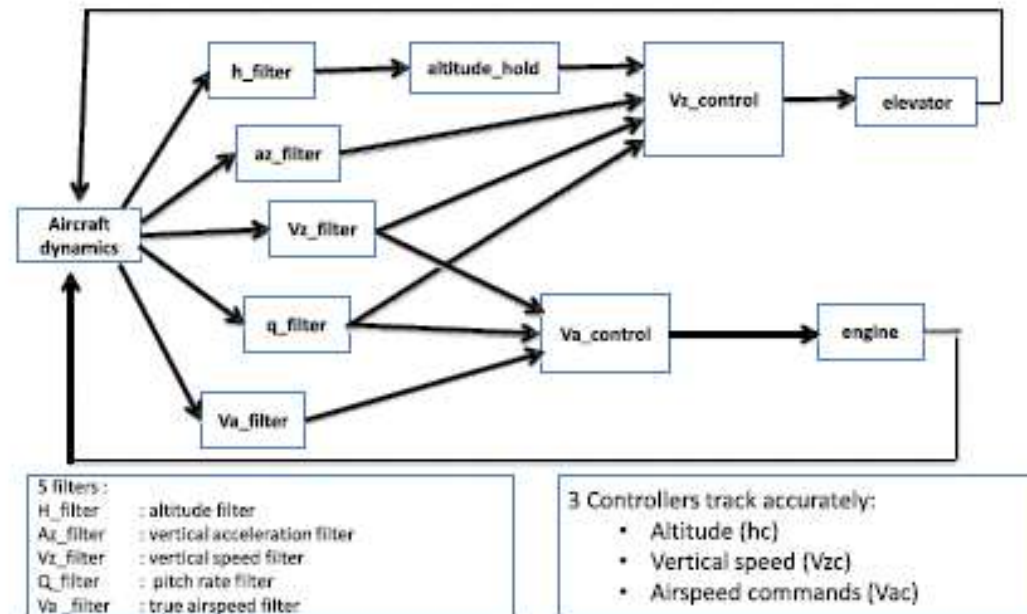 h_filter
altitude_hold
Vz_control
elevator
az_filter
Aircraft
dynamics
Vz_filter
q_filter
Va_control
engine
Va_filter
5 filters :
H_filter : altitude filter
Az_filter : vertical acceleration filter
Vz_filter : vertical speed filter
Q_filter : pitch rate filter
Va _filter : true airspeed filter
3 Controllers track accurately:
• Altitude (hc)
• Vertical speed (Vzc)
• Airspeed commands (Vac)